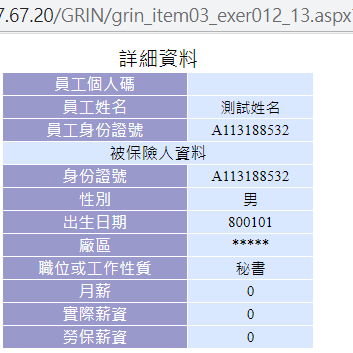 7.67.20/GRIN/grin_item03_exer012_13.aspx
詳細資料
員工個人碼
員工姓名 測試姓名
員工身份證號 A113188532
被保險人資料
身份證號 A113188532
性別 男
出生日期 800101
廠區 *****
職位或工作性質 秘書
月薪 0
實際薪資 0
勞保薪資 0